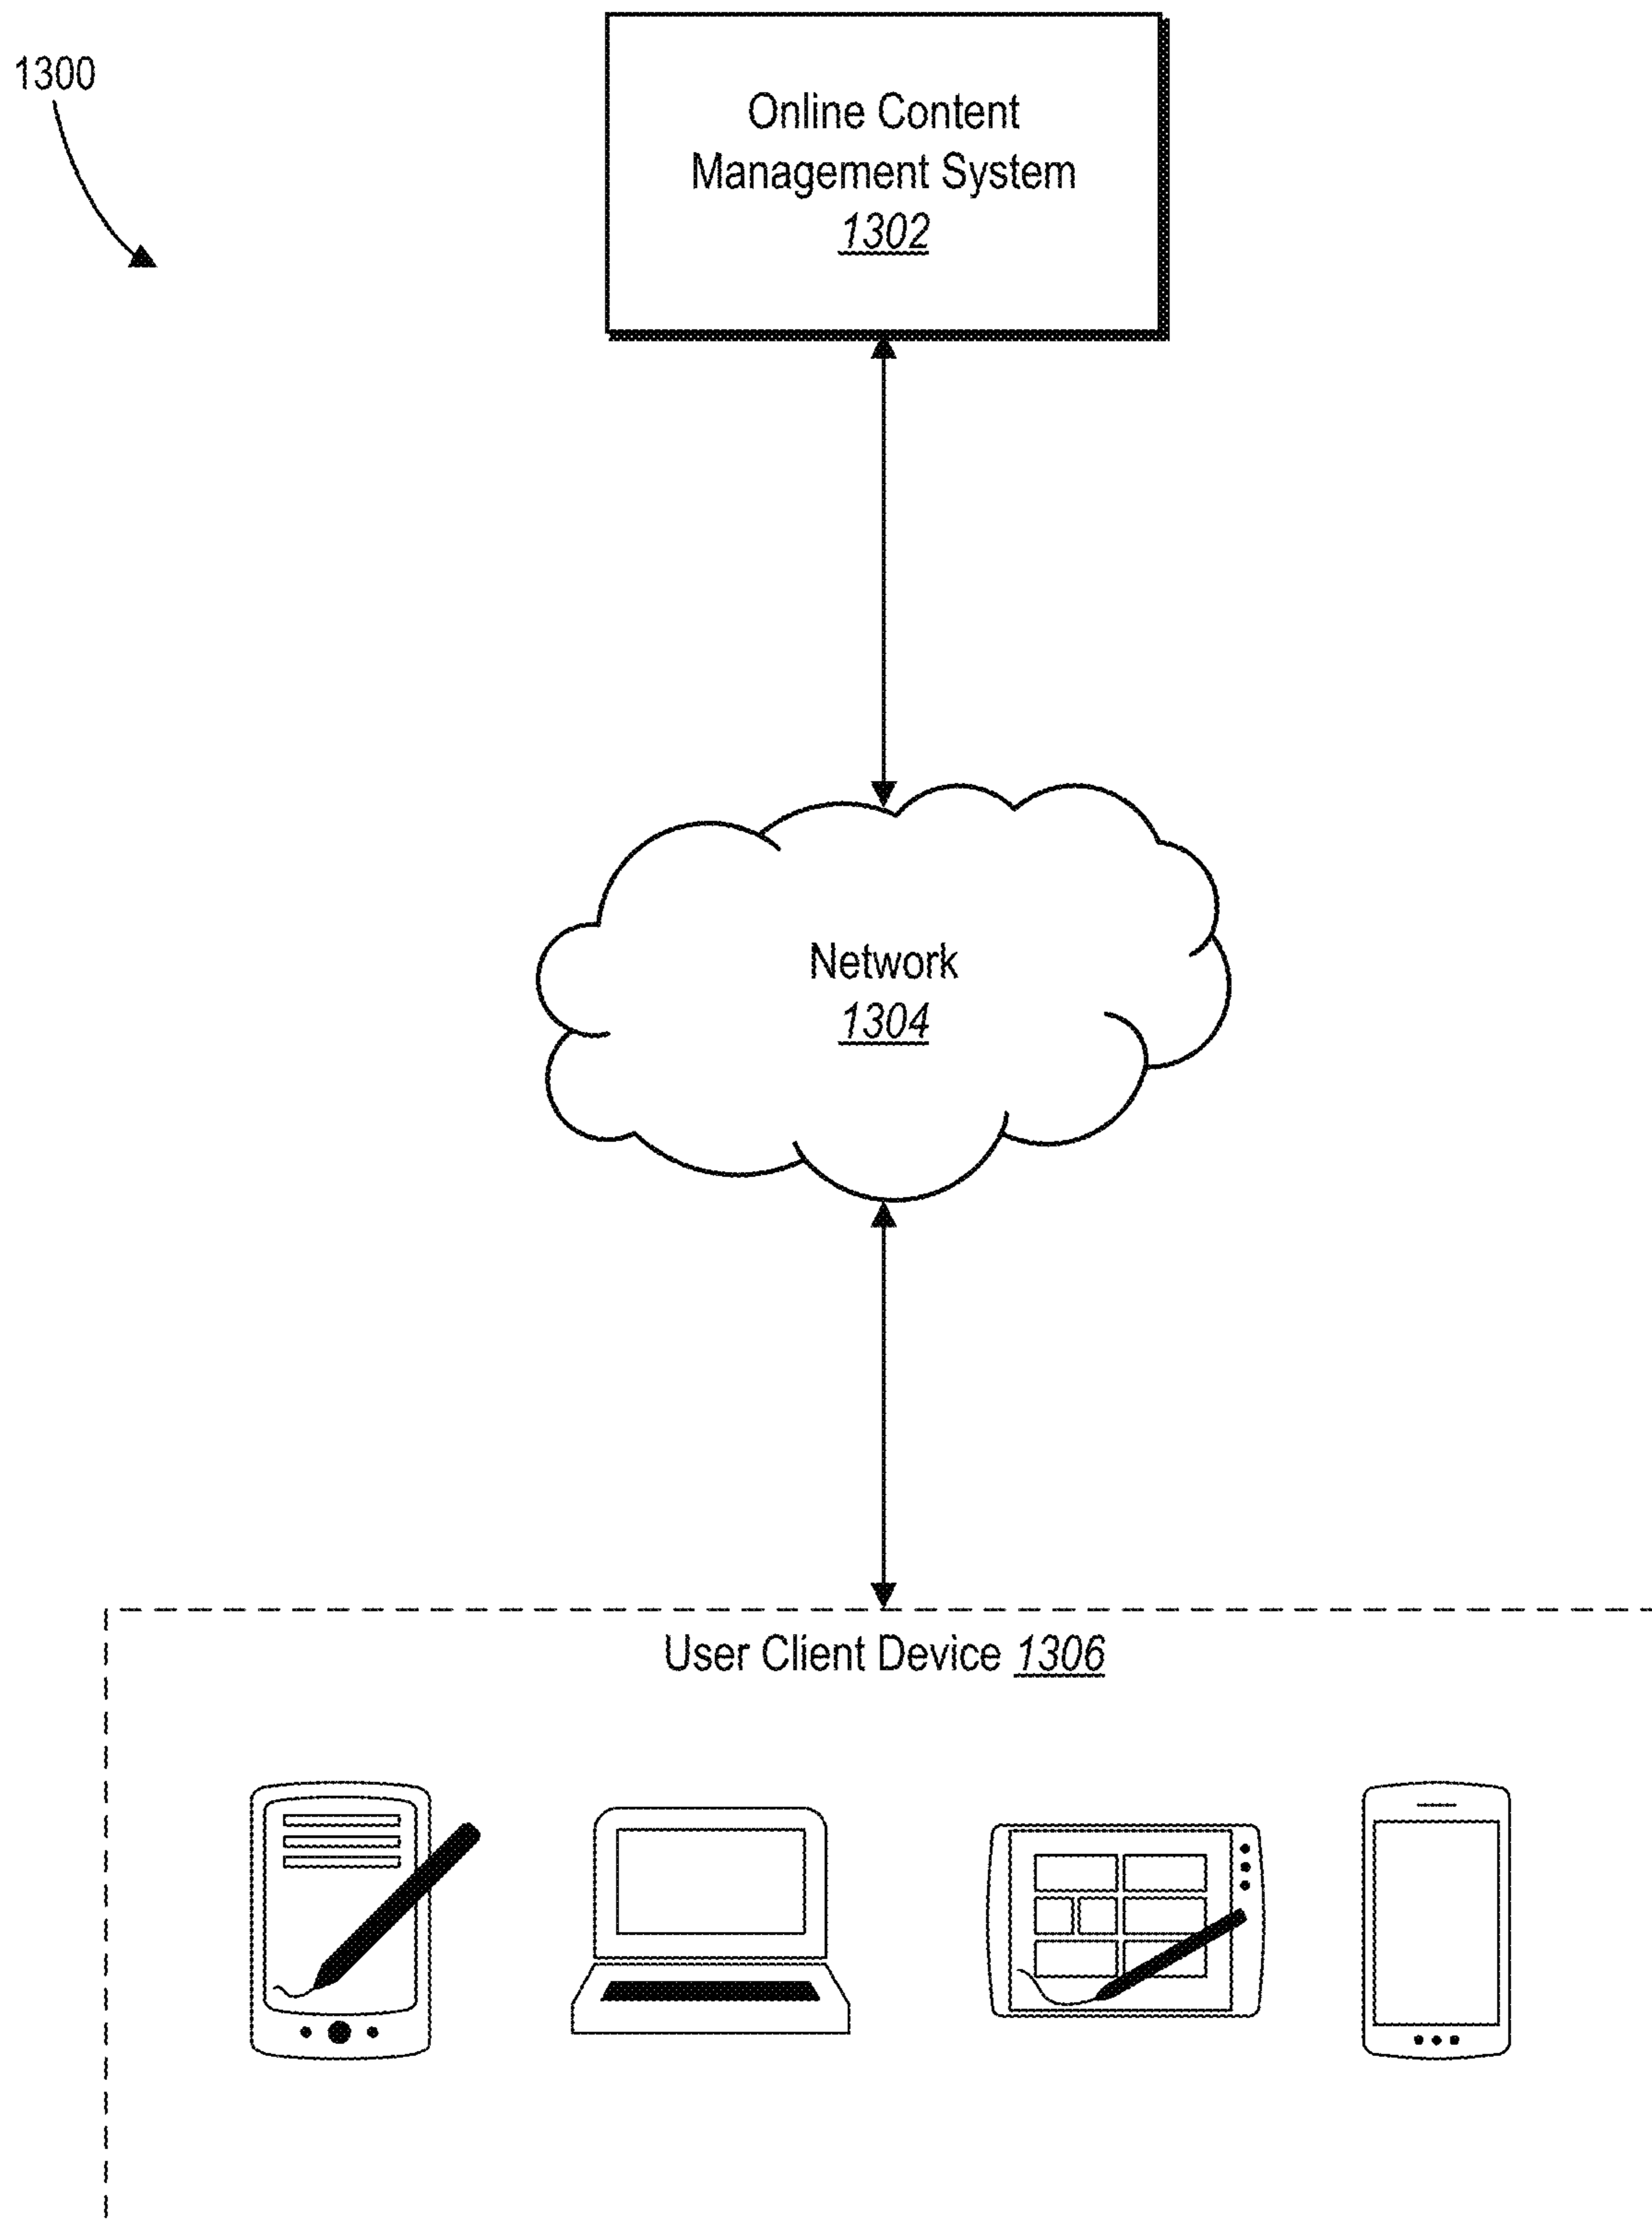 1300
Online Content
Management System
1302
Network
1304
User Client Device 1306